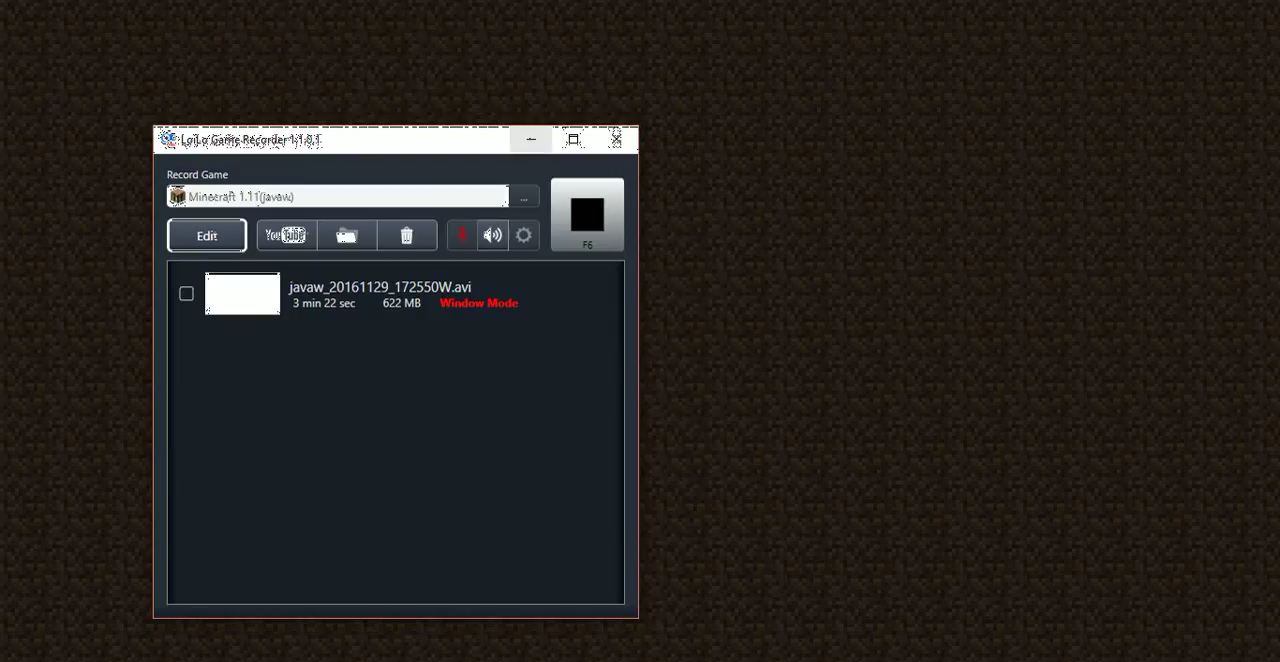 LoiLo Game Recorder 1.1.0.1
Record Game
Minecraft 1.11(javaw)
...
F6
Edit
YouTube
javaw_20161129_172550W.avi
3 min 22 sec 622 MB Window Mode